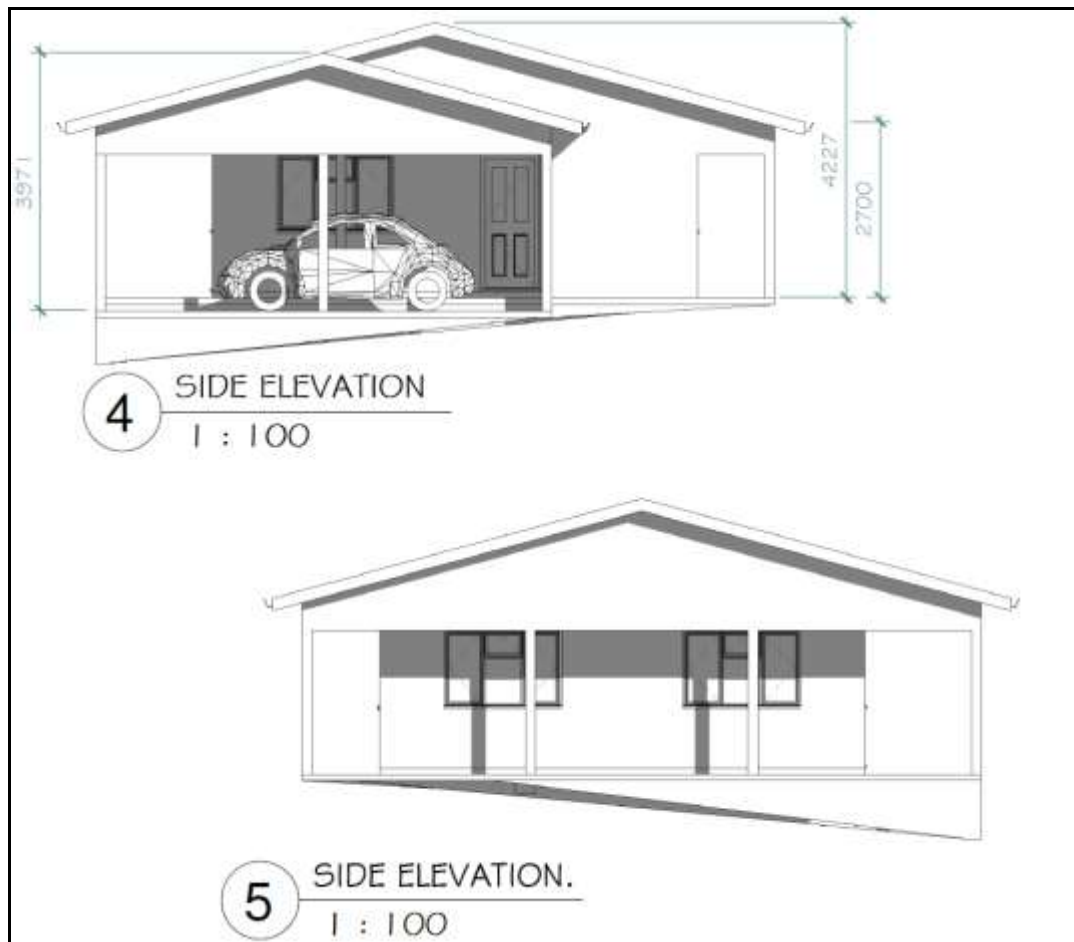 3971
4227
2700
4
SIDE ELEVATION
1 : 100
5
SIDE ELEVATION.
1 : 100